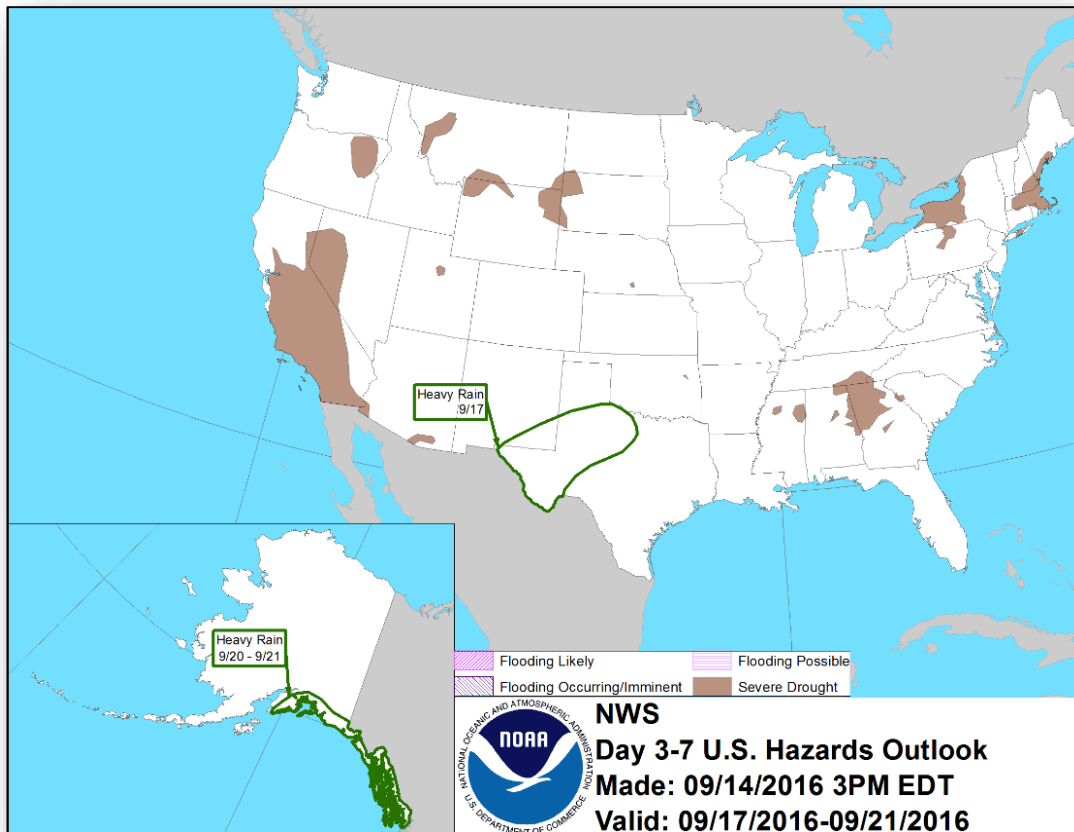 Heavy Rain
9/17
Heavy Rain
9/20 - 9/21
Flooding Likely
Flooding Possible
Flooding Occurring/Imminent
Severe Drought
NATIONAL OCEANIC AND ATMOSPHERIC ADMINISTRATION
NOAA
U.S. DEPARTMENT OF COMMERCE
NWS
Day 3-7 U.S. Hazards Outlook
Made: 09/14/2016 3PM EDT
Valid: 09/17/2016-09/21/2016